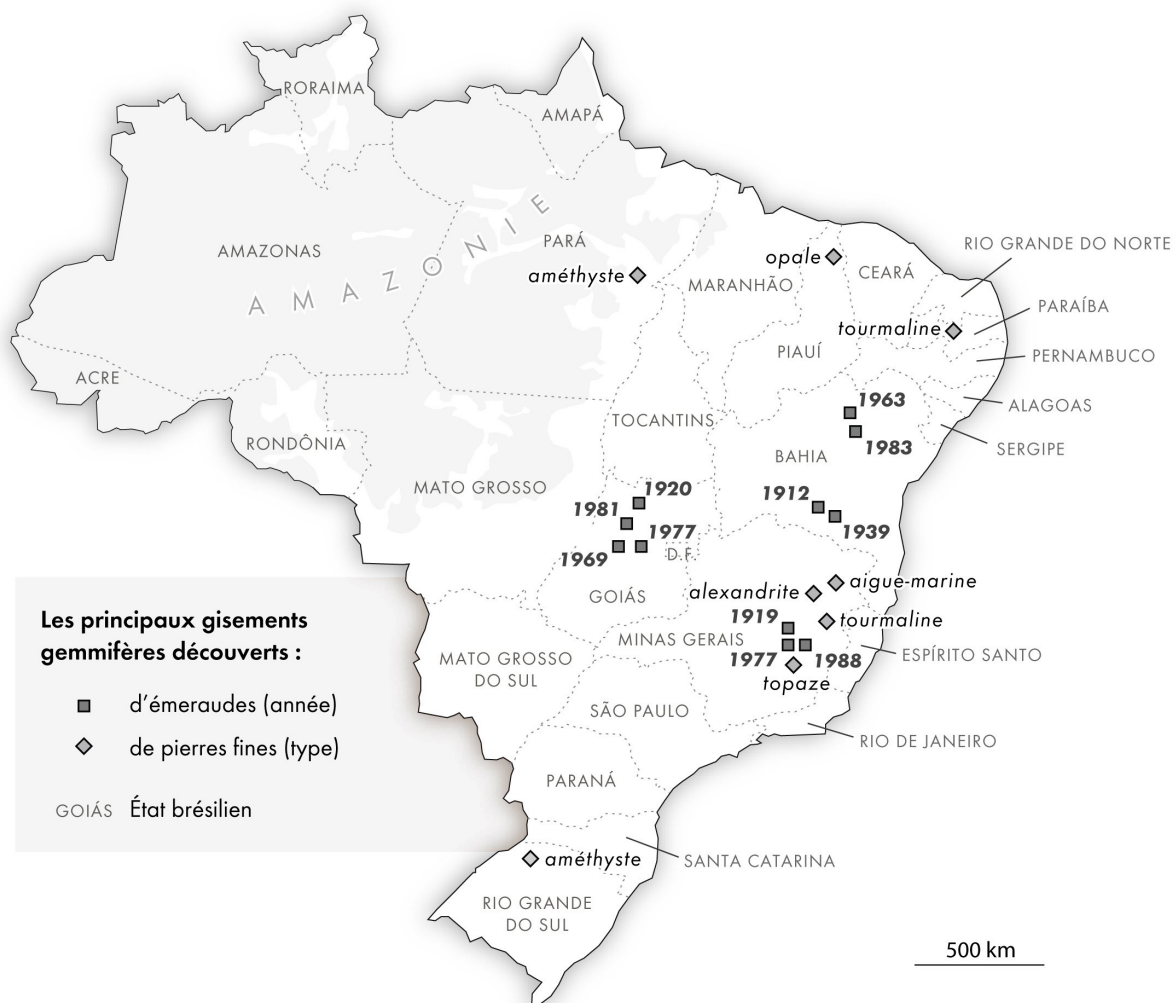 RORAIMA
AMAPÁ
AMAZONAS
PARÁ
AMAZONIE
améthyste
opale
CEARÁ
RIO GRANDE DO NORTE
MARANHÃO
PARAÍBA
tourmaline
PIAUÍ
PERNAMBUCO
ACRE
1963
ALAGOAS
TOCANTINS
RONDÔNIA
1983
SERGIPE
BAHIA
MATO GROSSO
1920
1912
1981
1977
1939
1969
D.F.
aigue-marine
alexandrite
GOIÁS
1919
tourmaline
MINAS GERAIS
ESPÍRITO SANTO
1977
1988
MATO GROSSO
DO SUL
topaze
SÃO PAULO
RIO DE JANEIRO
PARANÁ
améthyste
SANTA CATARINA
RIO GRANDE
DO SUL
Les principaux gisements
gemmifères découverts :
d'émeraudes (année)
de pierres fines (type)
GOIÁS État brésilien
500 km